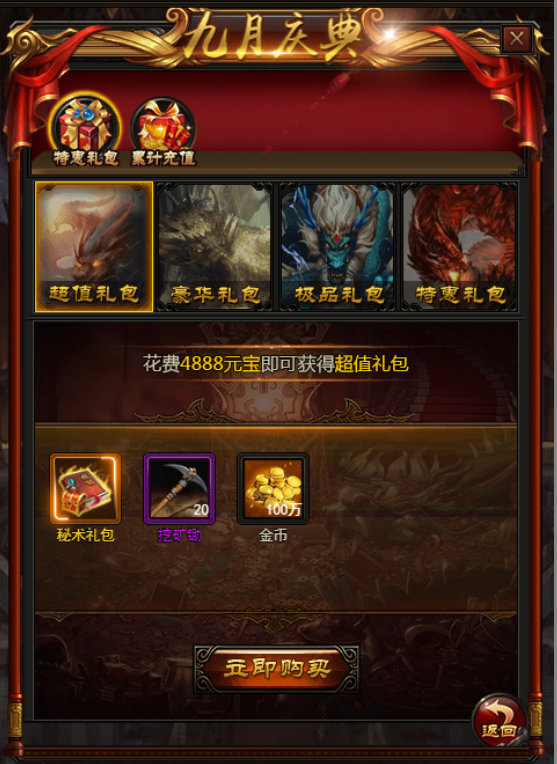 九月庆典
特惠礼包 累计充值
超值礼包 豪华礼包 极品礼包 特惠礼包
花费4888元宝即可获得超值礼包
20 100万
秘术礼包 挖矿锄 金币
立即购买
返回